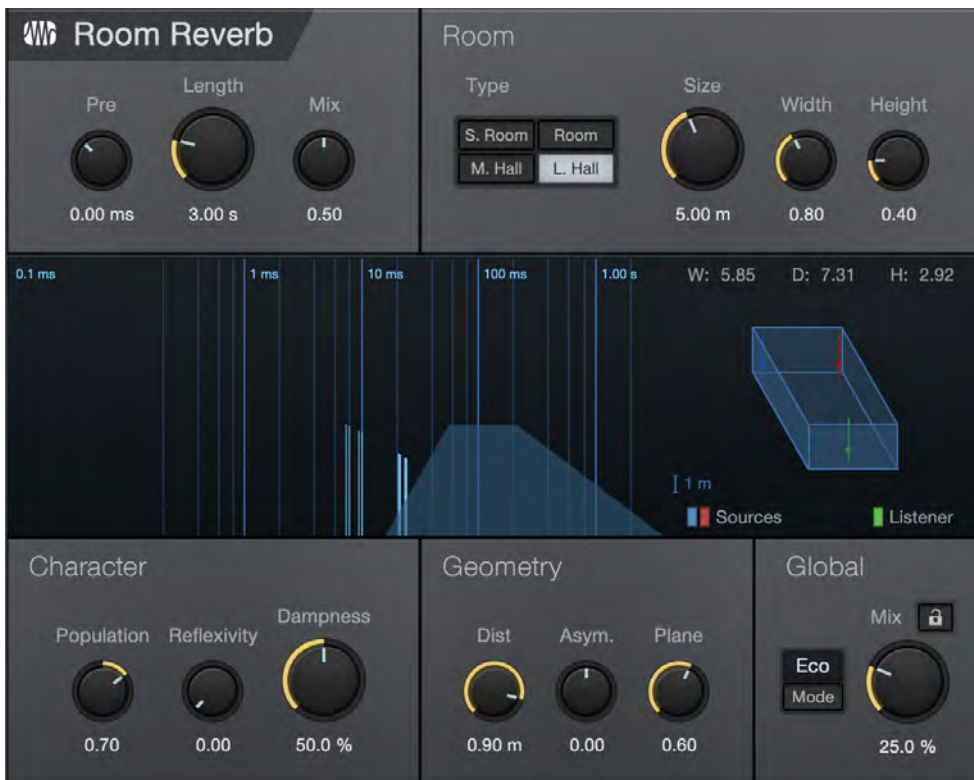 Room Reverb
Pre
Length
Mix
0.00 ms
3.00 s
0.50
Room
Type
S. Room
Room
M. Hall
L. Hall
Size
Width
Height
5.00 m
0.80
0.40
0.1 ms
1 ms
10 ms
100 ms
1.00 s
W: 5.85 D: 7.31 H: 2.92
1 m
Sources
Listener
Character
Population
Reflexivity
Dampness
0.70
0.00
50.0 %
Geometry
Dist
Asym.
Plane
0.90 m
0.00
0.60
Global
Mix
Eco
Mode
25.0 %